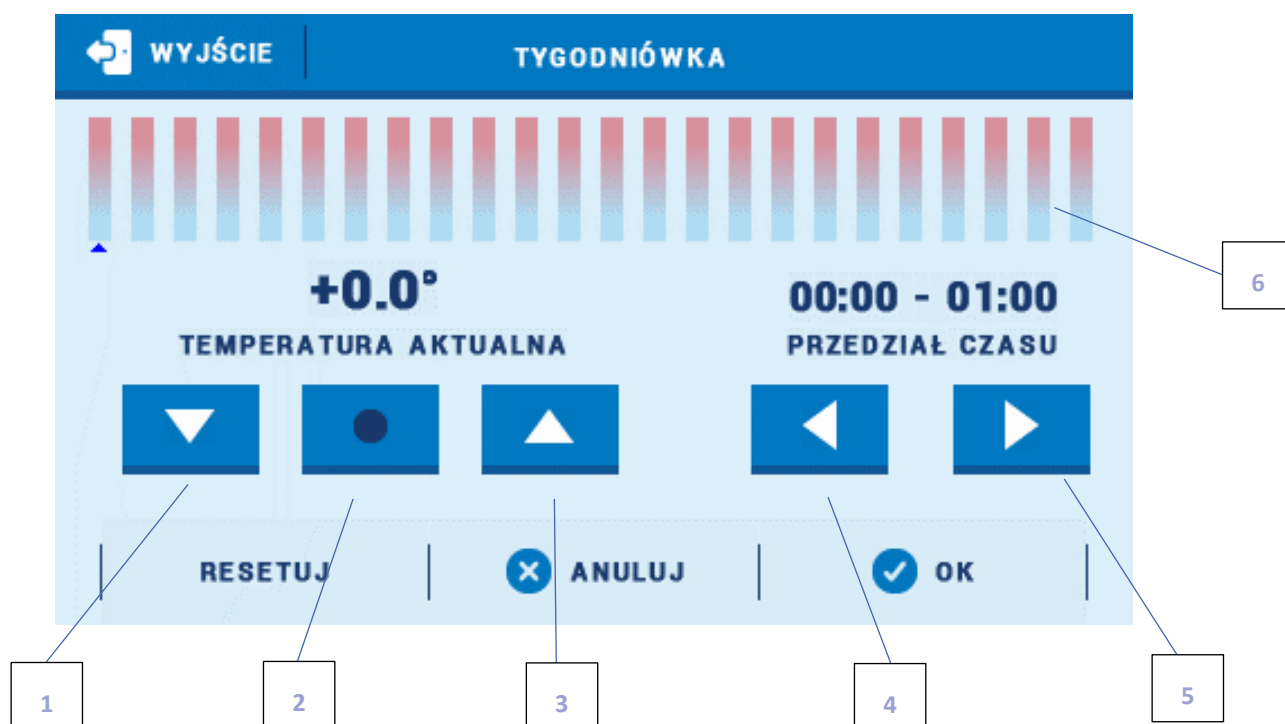 WYJŚCIE
TYGODNIÓWKA
6
+0.0°
00:00 - 01:00
TEMPERATURA AKTUALNA
PRZEDZIAŁ CZASU
RESETUJ
ANULUJ
OK
1
2
3
4
5